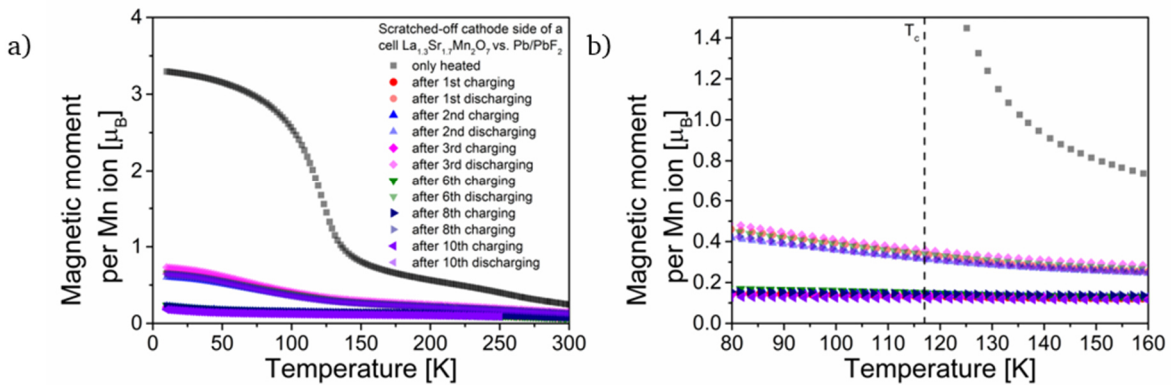 a)
Magnetic moment
per Mn ion [μB]
4
3
2
1
0
0
50
100
150
200
250
300
Temperature [K]
Scratched-off cathode side of a
cell La1.3Sr1.7Mn2O7 vs. Pb/PbF2
only heated
after 1st charging
after 1st discharging
after 2nd charging
after 2nd discharging
after 3rd charging
after 3rd discharging
after 6th charging
after 6th discharging
after 8th charging
after 8th charging
after 10th charging
after 10th discharging
b)
Magnetic moment
per Mn ion [μB]
1.4
1.2
1.0
0.8
0.6
0.4
0.2
0.0
80
90
100
110
120
130
140
150
160
Temperature [K]
Tc